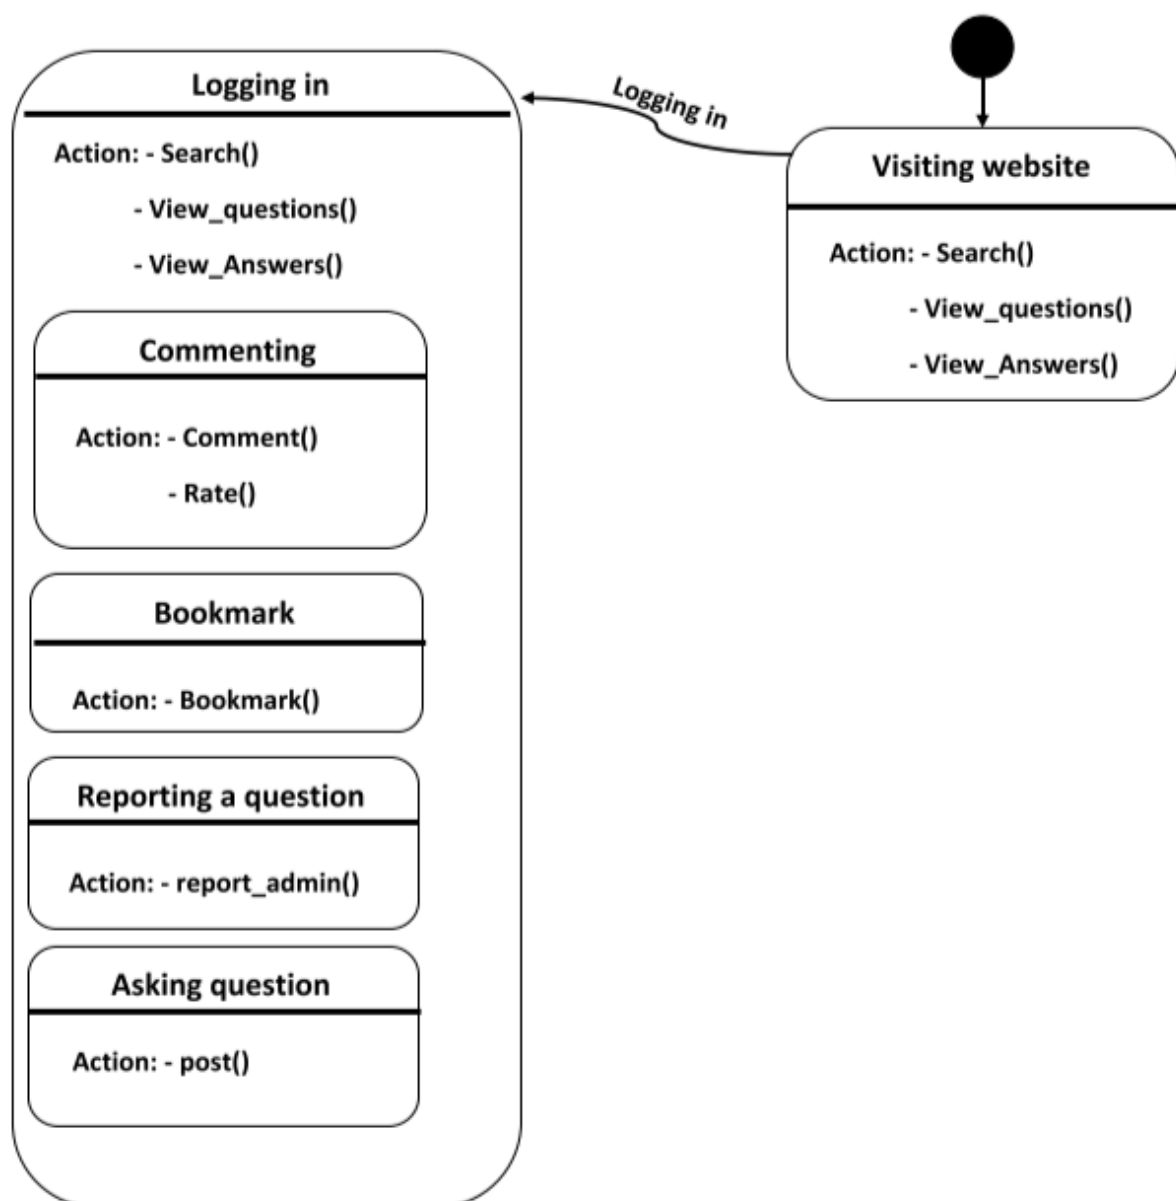 Logging in
Action: - Search()
- View_questions()
- View_Answers()
Commenting
Action: - Comment()
- Rate()
Bookmark
Action: - Bookmark()
Reporting a question
Action: - report_admin()
Asking question
Action: - post()
Logging in
Visiting website
Action: - Search()
- View_questions()
- View_Answers()